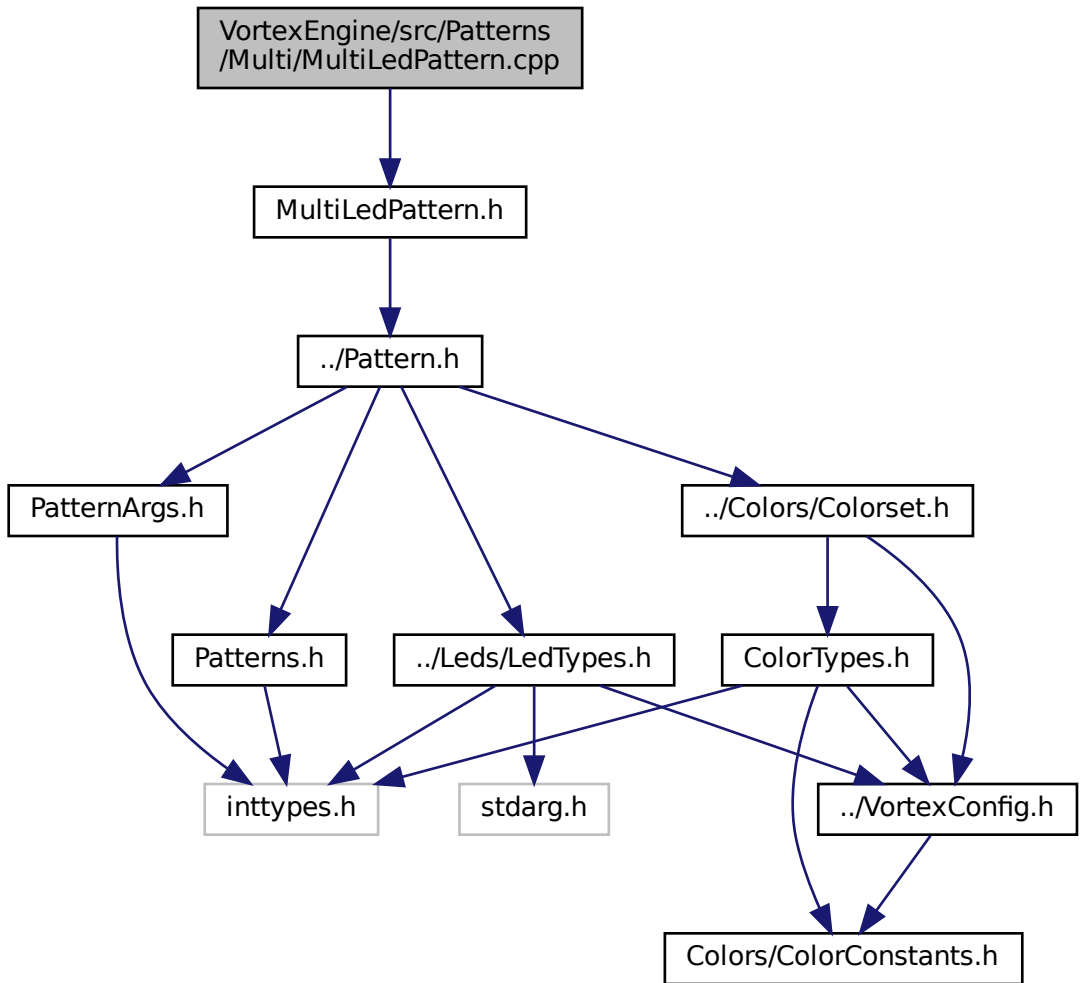 VortexEngine/src/Patterns
/Multi/MultiLedPattern.cpp
MultiLedPattern.h
../Pattern.h
PatternArgs.h
../Colors/Colorset.h
Patterns.h
../Leds/LedTypes.h
ColorTypes.h
inttypes.h
stdarg.h
../VortexConfig.h
Colors/ColorConstants.h